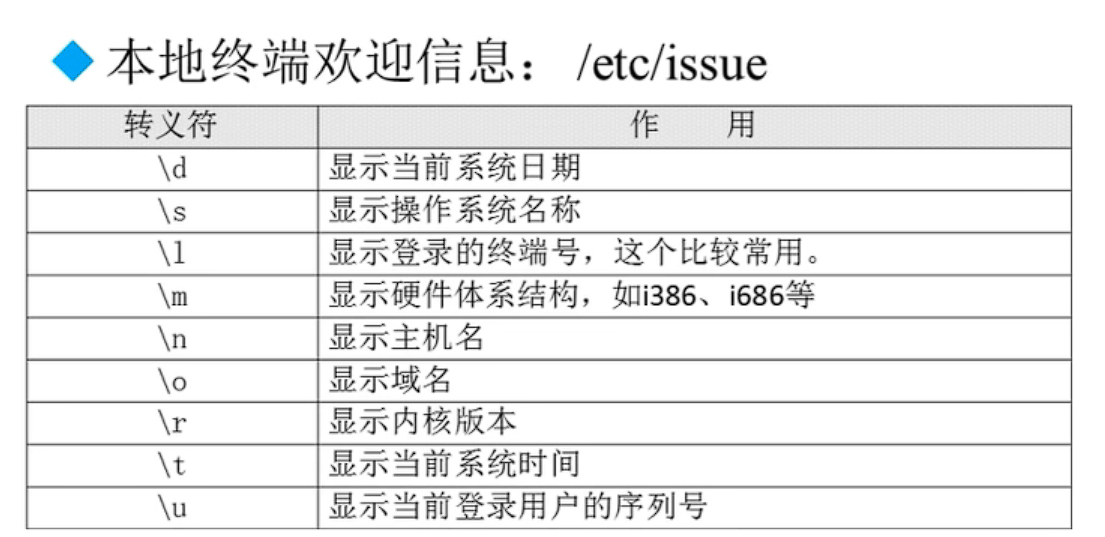 本地终端欢迎信息： /etc/issue
转义符 作 用
\d 显示当前系统日期
\s 显示操作系统名称
\l 显示登录的终端号，这个比较常用。
\m 显示硬件体系结构，如i386、i686等
\n 显示主机名
\o 显示域名
\r 显示内核版本
\t 显示当前系统时间
\u 显示当前登录用户的序列号